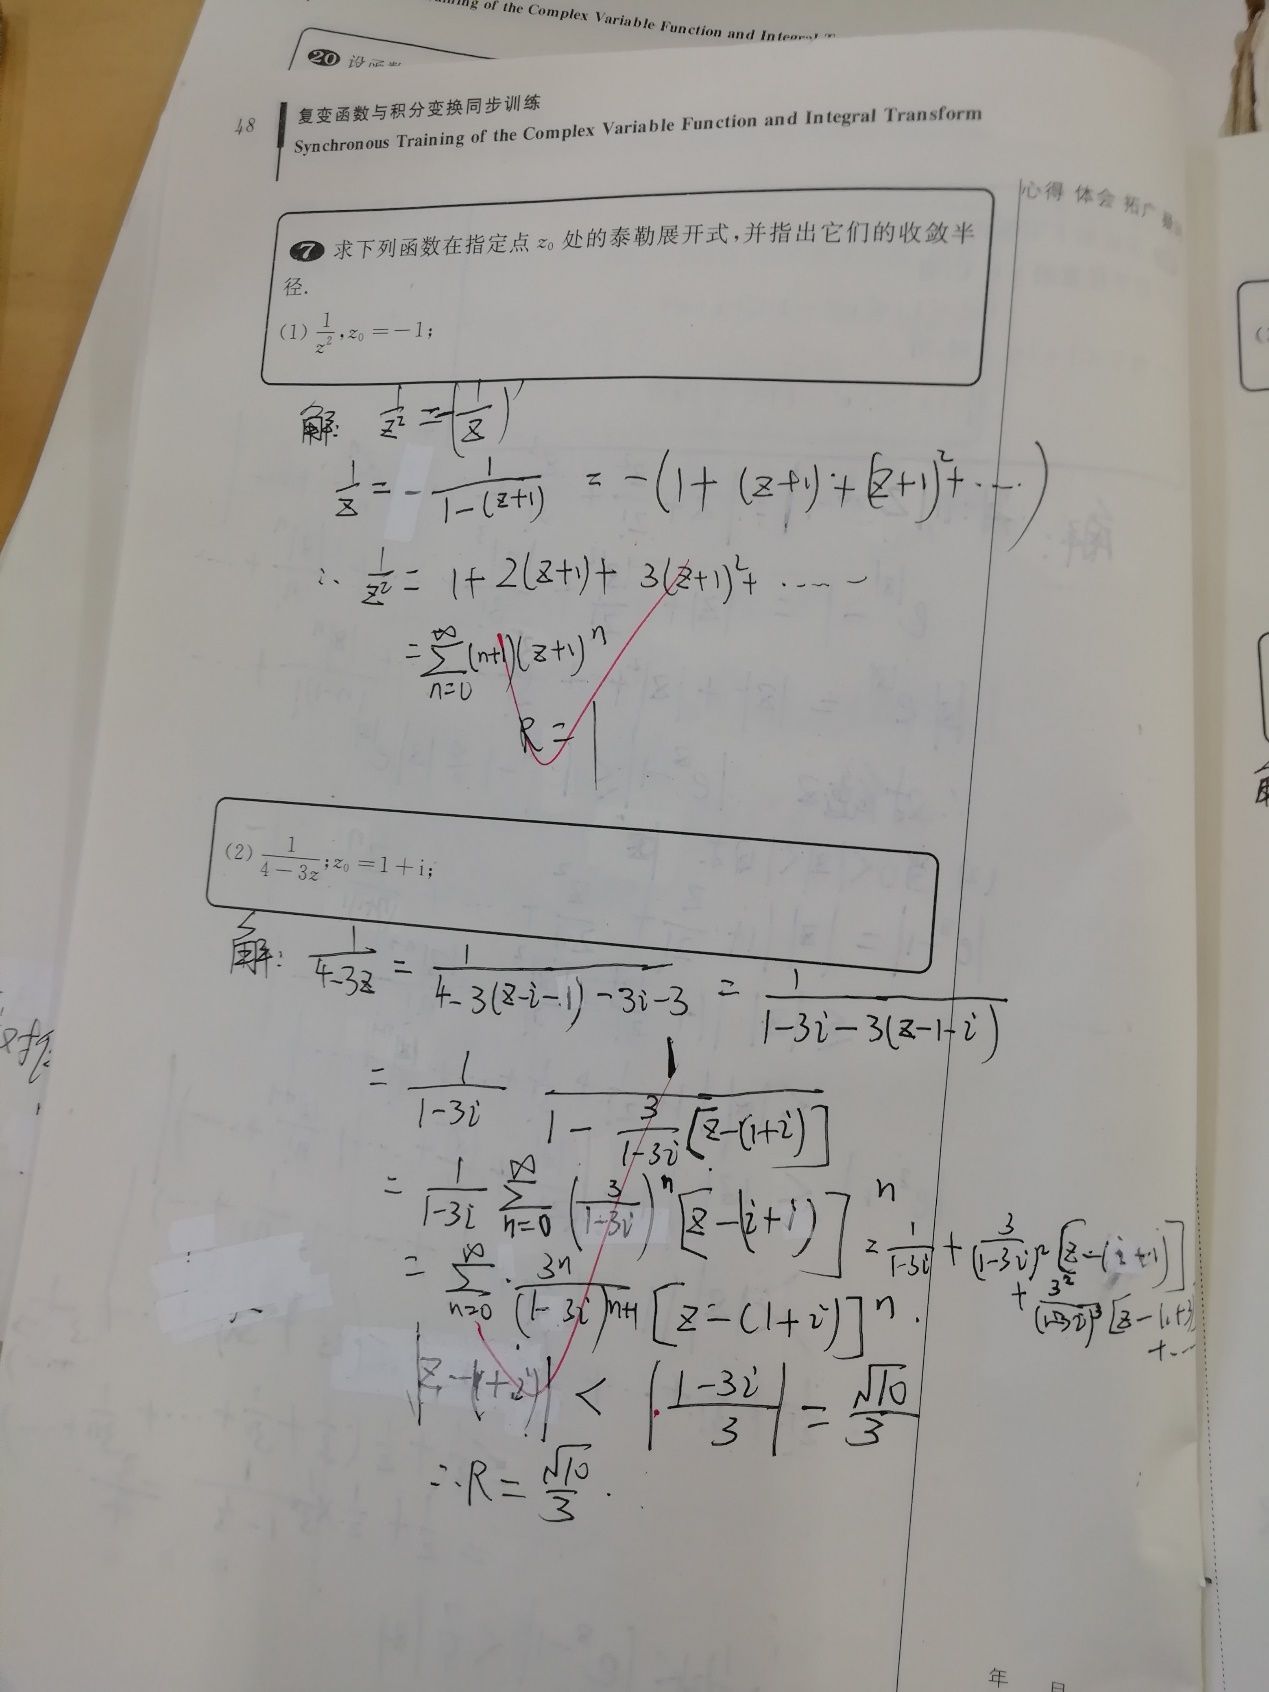 ning of the Complex Variable Function and Integral T
20 设函数
48
复变函数与积分变换同步训练
Synchronous Training of the Complex Variable Function and Integral Transform
心得 体会 拓广
7 求下列函数在指定点 z₀ 处的泰勒展开式,并指出它们的收敛半
径.
(1) 1/z², z₀ = -1;
解: 1/z² = -(1/z)'
1/z = - 1/(1-(z+1)) = -(1+(z+1)+(z+1)²+……)
∴ 1/z² = 1+2(z+1)+3(z+1)²+……
= ∑_{n=0}^{∞} (n+1)(z+1)ⁿ
R = 1
(2) 1/(4-3z); z₀ = 1+i;
解: 1/(4-3z) = 1/(4-3(z-i-1)-3i-3) = 1/(1-3i-3(z-1-i))
= 1/(1-3i) 1/(1 - 3/(1-3i) [z-(1+i)])
= 1/(1-3i) ∑_{n=0}^{∞} (3/(1-3i))ⁿ [z-(i+i)]ⁿ = 1/(1-3i) + 3/(1-3i)² [z-(i+1)]
+ 3²/(1-3i)³ [z-
+…
= ∑_{n=0}^{∞} · 3ⁿ/(1-3i)^{n+1} [z-(1+i)]ⁿ.
|z-(1+i)| < |(1-3i)/3| = √10/3
∴ R = √10/3.
年 月